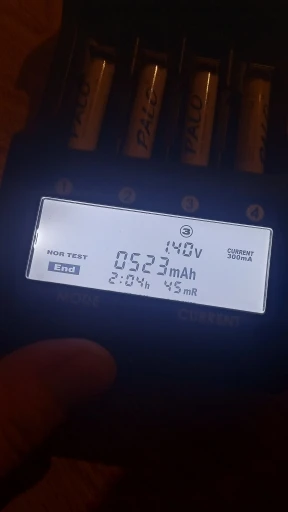 PALO
PALO
PALO
1
2
3
4
3
1.40V
CURRENT
300mA
NOR TEST
0523mAh
End
2:04h 45mR
MODE
CURRENT